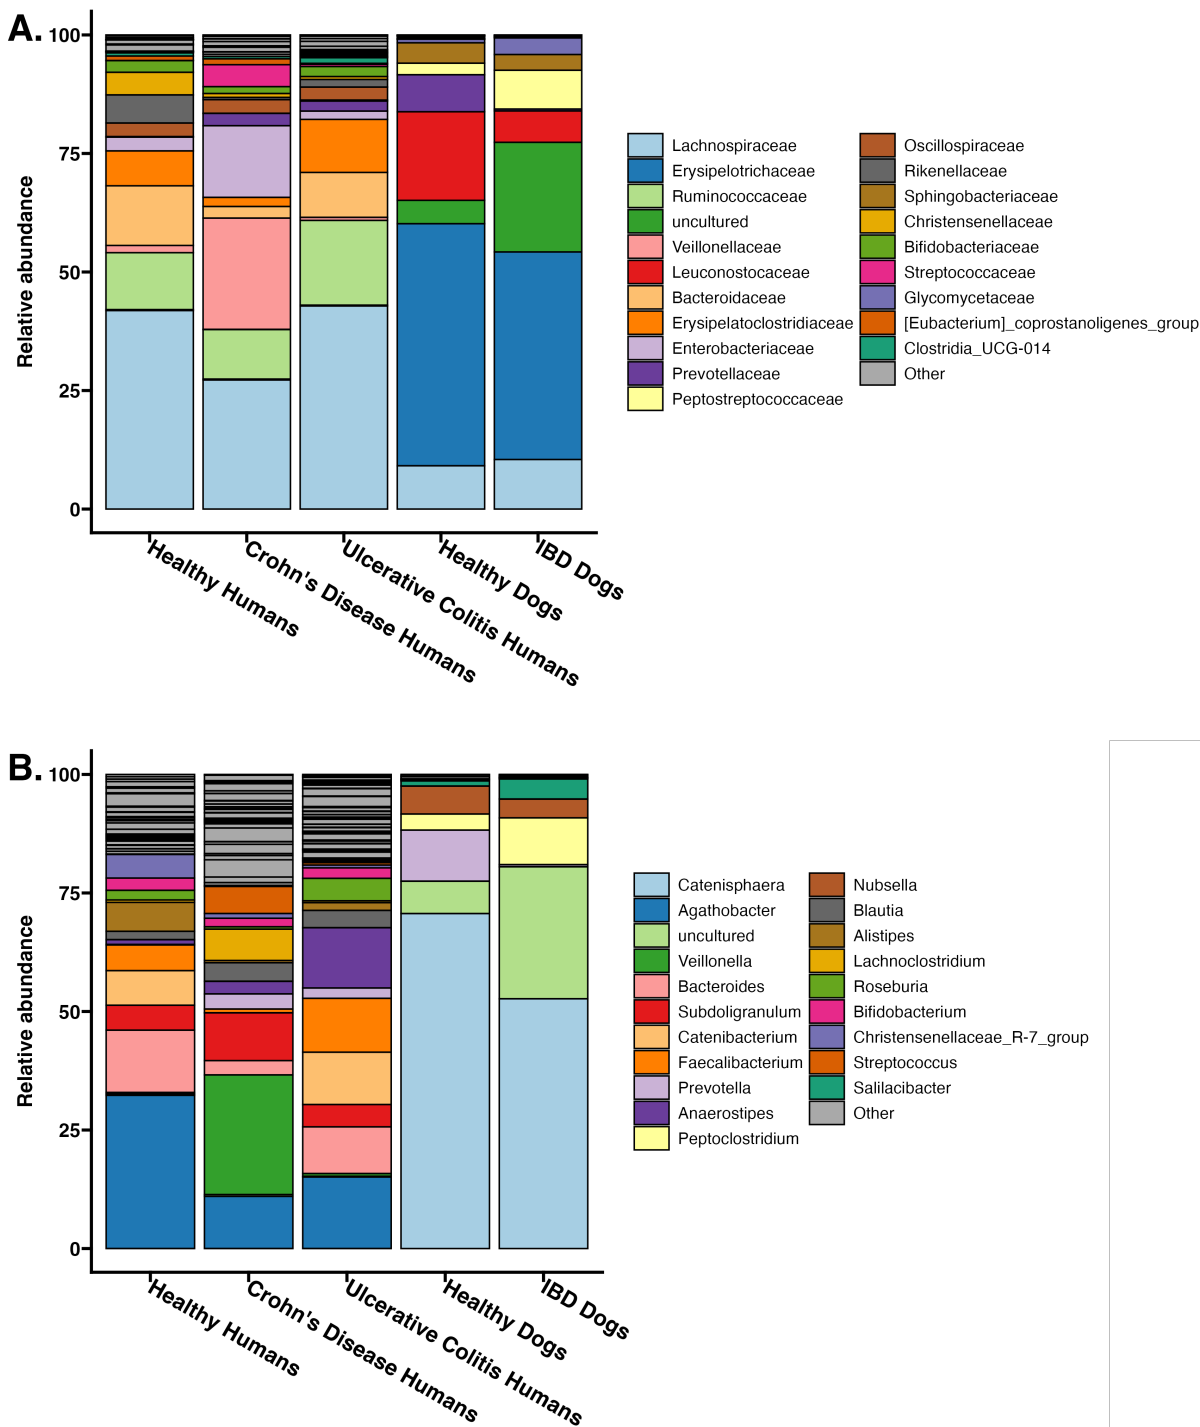 A.
100
75
50
25
0
Relative abundance
Healthy Humans
Crohn's Disease Humans
Ulcerative Colitis Humans
Healthy Dogs
IBD Dogs
Lachnospiraceae
Erysipelotrichaceae
Ruminococcaceae
uncultured
Veillonellaceae
Leuconostocaceae
Bacteroidaceae
Erysipelatoclostridiaceae
Enterobacteriaceae
Prevotellaceae
Peptostreptococcaceae
Oscillospiraceae
Rikenellaceae
Sphingobacteriaceae
Christensenellaceae
Bifidobacteriaceae
Streptococcaceae
Glycomycetaceae
[Eubacterium]_coprostanoligenes_group
Clostridia_UCG-014
Other
B.
100
75
50
25
0
Relative abundance
Healthy Humans
Crohn's Disease Humans
Ulcerative Colitis Humans
Healthy Dogs
IBD Dogs
Catenisphaera
Agathobacter
uncultured
Veillonella
Bacteroides
Subdoligranulum
Catenibacterium
Faecalibacterium
Prevotella
Anaerostipes
Peptoclostridium
Nubsella
Blautia
Alistipes
Lachnoclostridium
Roseburia
Bifidobacterium
Christensenellaceae_R-7_group
Streptococcus
Salilacibacter
Other